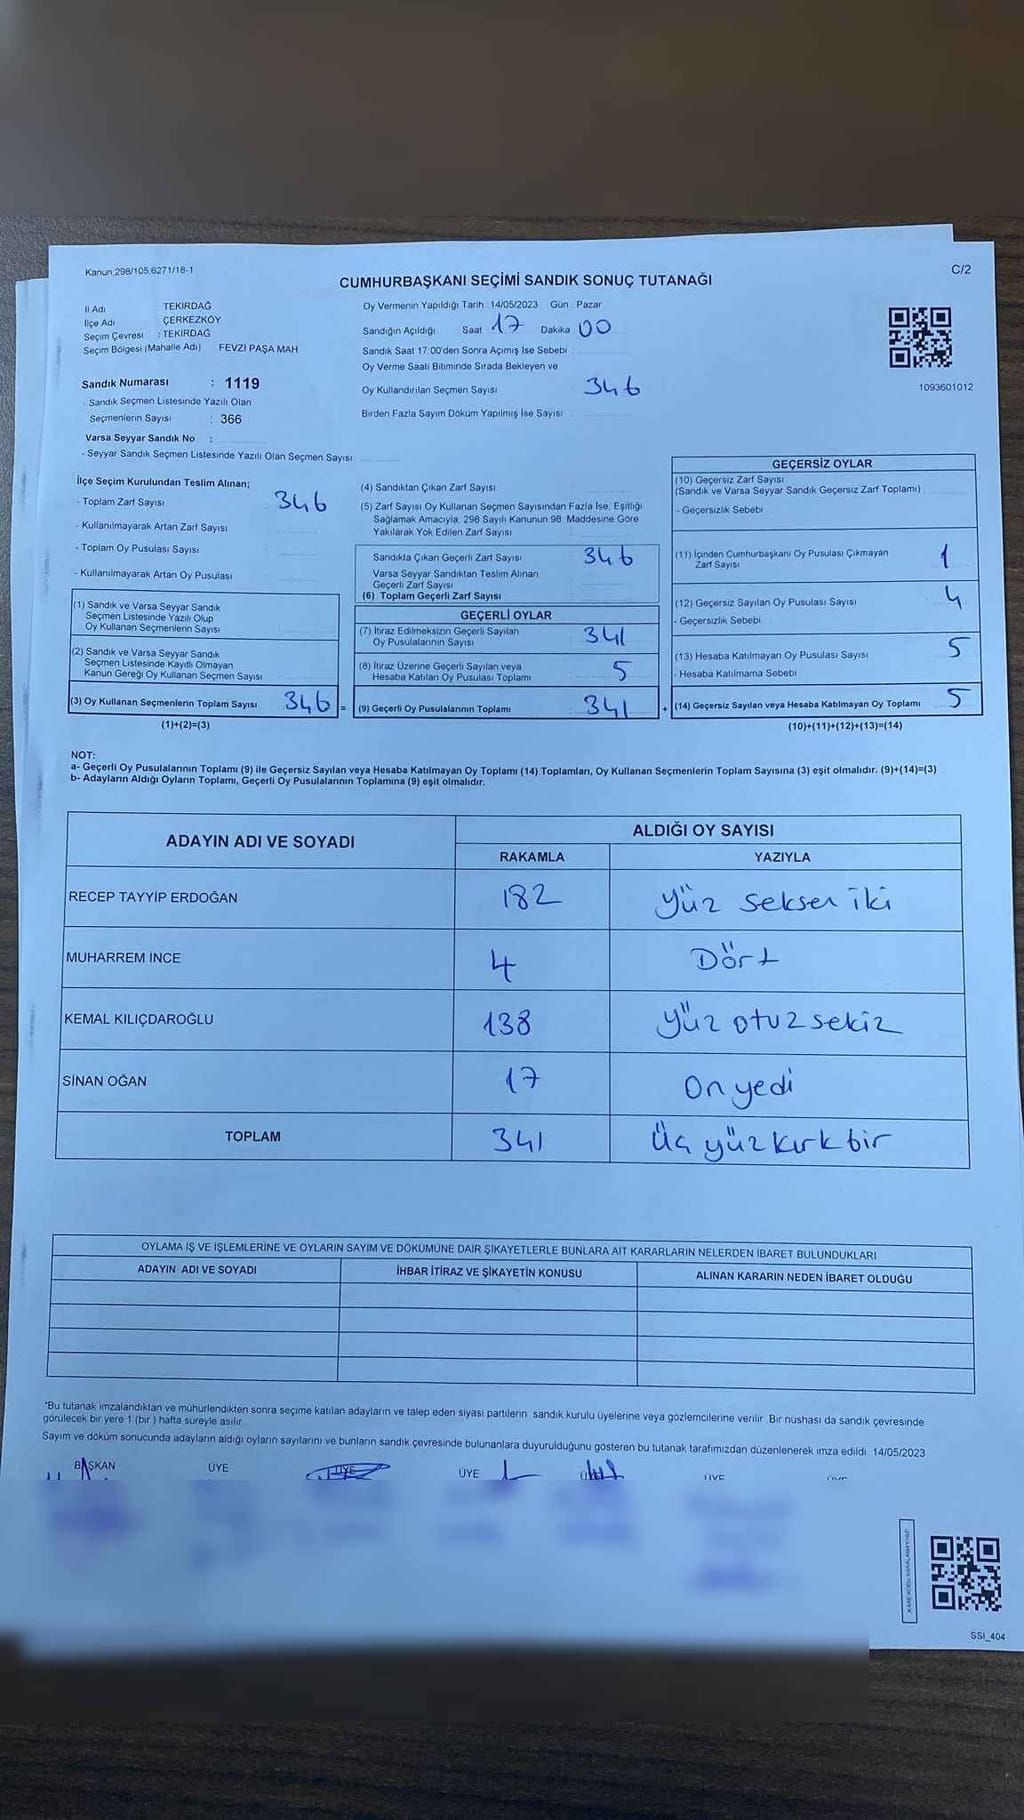 Kanun,298/105,6271/18-1
C/2
CUMHURBAŞKANI SEÇİMİ SANDIK SONUÇ TUTANAĞI
İl Adı TEKİRDAĞ
İlçe Adı ÇERKEZKÖY
Seçim Çevresi : TEKİRDAĞ
Seçim Bölgesi (Mahalle Adı) FEVZİ PAŞA MAH
Sandık Numarası : 1119
- Sandık Seçmen Listesinde Yazılı Olan
Seçmenlerin Sayısı : 366
Varsa Seyyar Sandık No :
- Seyyar Sandık Seçmen Listesinde Yazılı Olan Seçmen Sayısı
Oy Vermenin Yapıldığı Tarih 14/05/2023 Gün Pazar
Sandığın Açıldığı Saat 17 Dakika 00
Sandık Saat 17:00'den Sonra Açımış İse Sebebi
Oy Verme Saati Bitiminde Sırada Bekleyen ve
Oy Kullandırılan Seçmen Sayısı 346
Birden Fazla Sayım Döküm Yapılmış İse Sayısı
1093601012
İlçe Seçim Kurulundan Teslim Alınan;
- Toplam Zarf Sayısı 346
- Kullanılmayarak Artan Zarf Sayısı
- Toplam Oy Pusulası Sayısı
- Kullanılmayarak Artan Oy Pusulası
(1) Sandık ve Varsa Seyyar Sandık
Seçmen Listesinde Yazılı Olup
Oy Kullanan Seçmenlerin Sayısı
(2) Sandık ve Varsa Seyyar Sandık
Seçmen Listesinde Kayıtlı Olmayan
Kanun Gereği Oy Kullanan Seçmen Sayısı
(3) Oy Kullanan Seçmenlerin Toplam Sayısı 346 =
(1)+(2)=(3)
(4) Sandıktan Çıkan Zarf Sayısı
(5) Zarf Sayısı Oy Kullanan Seçmen Sayısından Fazla İse, Eşitliği
Sağlamak Amacıyla, 298 Sayılı Kanunun 98. Maddesine Göre
Yakılarak Yok Edilen Zarf Sayısı
Sandıkta Çıkan Geçerli Zarf Sayısı 346
Varsa Seyyar Sandıktan Teslim Alınan
Geçerli Zarf Sayısı
(6) Toplam Geçerli Zarf Sayısı
GEÇERLİ OYLAR
(7) İtiraz Edilmeksizin Geçerli Sayılan
Oy Pusulalarının Sayısı 341
(8) İtiraz Üzerine Geçerli Sayılan veya
Hesaba Katılan Oy Pusulası Toplamı 5
(9) Geçerli Oy Pusulalarının Toplamı 341 +
GEÇERSİZ OYLAR
(10) Geçersiz Zarf Sayısı
(Sandık ve Varsa Seyyar Sandık Geçersiz Zarf Toplamı)
- Geçersizlik Sebebi
(11) İçinden Cumhurbaşkanı Oy Pusulası Çıkmayan
Zarf Sayısı 1
(12) Geçersiz Sayılan Oy Pusulası Sayısı 4
- Geçersizlik Sebebi
(13) Hesaba Katılmayan Oy Pusulası Sayısı 5
- Hesaba Katılmama Sebebi
(14) Geçersiz Sayılan veya Hesaba Katılmayan Oy Toplamı 5
(10)+(11)+(12)+(13)=(14)
NOT:
a- Geçerli Oy Pusulalarının Toplamı (9) ile Geçersiz Sayılan veya Hesaba Katılmayan Oy Toplamı (14) Toplamları, Oy Kullanan Seçmenlerin Toplam Sayısına (3) eşit olmalıdır. (9)+(14)=(3)
b- Adayların Aldığı Oyların Toplamı, Geçerli Oy Pusulalarının Toplamına (9) eşit olmalıdır.
ADAYIN ADI VE SOYADI ALDIĞI OY SAYISI
RAKAMLA YAZIYLA
RECEP TAYYİP ERDOĞAN 182 Yüz seksen iki
MUHARREM İNCE 4 Dört
KEMAL KILIÇDAROĞLU 138 Yüz otuz sekiz
SİNAN OĞAN 17 On yedi
TOPLAM 341 Üç yüz kırk bir
OYLAMA İŞ VE İŞLEMLERİNE VE OYLARIN SAYIM VE DÖKÜMÜNE DAİR ŞİKAYETLERLE BUNLARA AİT KARARLARIN NELERDEN İBARET BULUNDUKLARI
ADAYIN ADI VE SOYADI İHBAR İTİRAZ VE ŞİKAYETİN KONUSU ALINAN KARARIN NEDEN İBARET OLDUĞU
*Bu tutanak imzalandıktan ve mühürlendikten sonra seçime katılan adayların ve talep eden siyasi partilerin sandık kurulu üyelerine veya gözlemcilerine verilir. Bir nüshası da sandık çevresinde
görülecek bir yere 1 (bir ) hafta süreyle asılır
Sayım ve döküm sonucunda adayların aldığı oyların sayılarını ve bunların sandık çevresinde bulunanlara duyurulduğunu gösteren bu tutanak tarafımızdan düzenlenerek imza edildi 14/05/2023
BAŞKAN ÜYE ÜYE ÜYE ÜYE
SSI_404